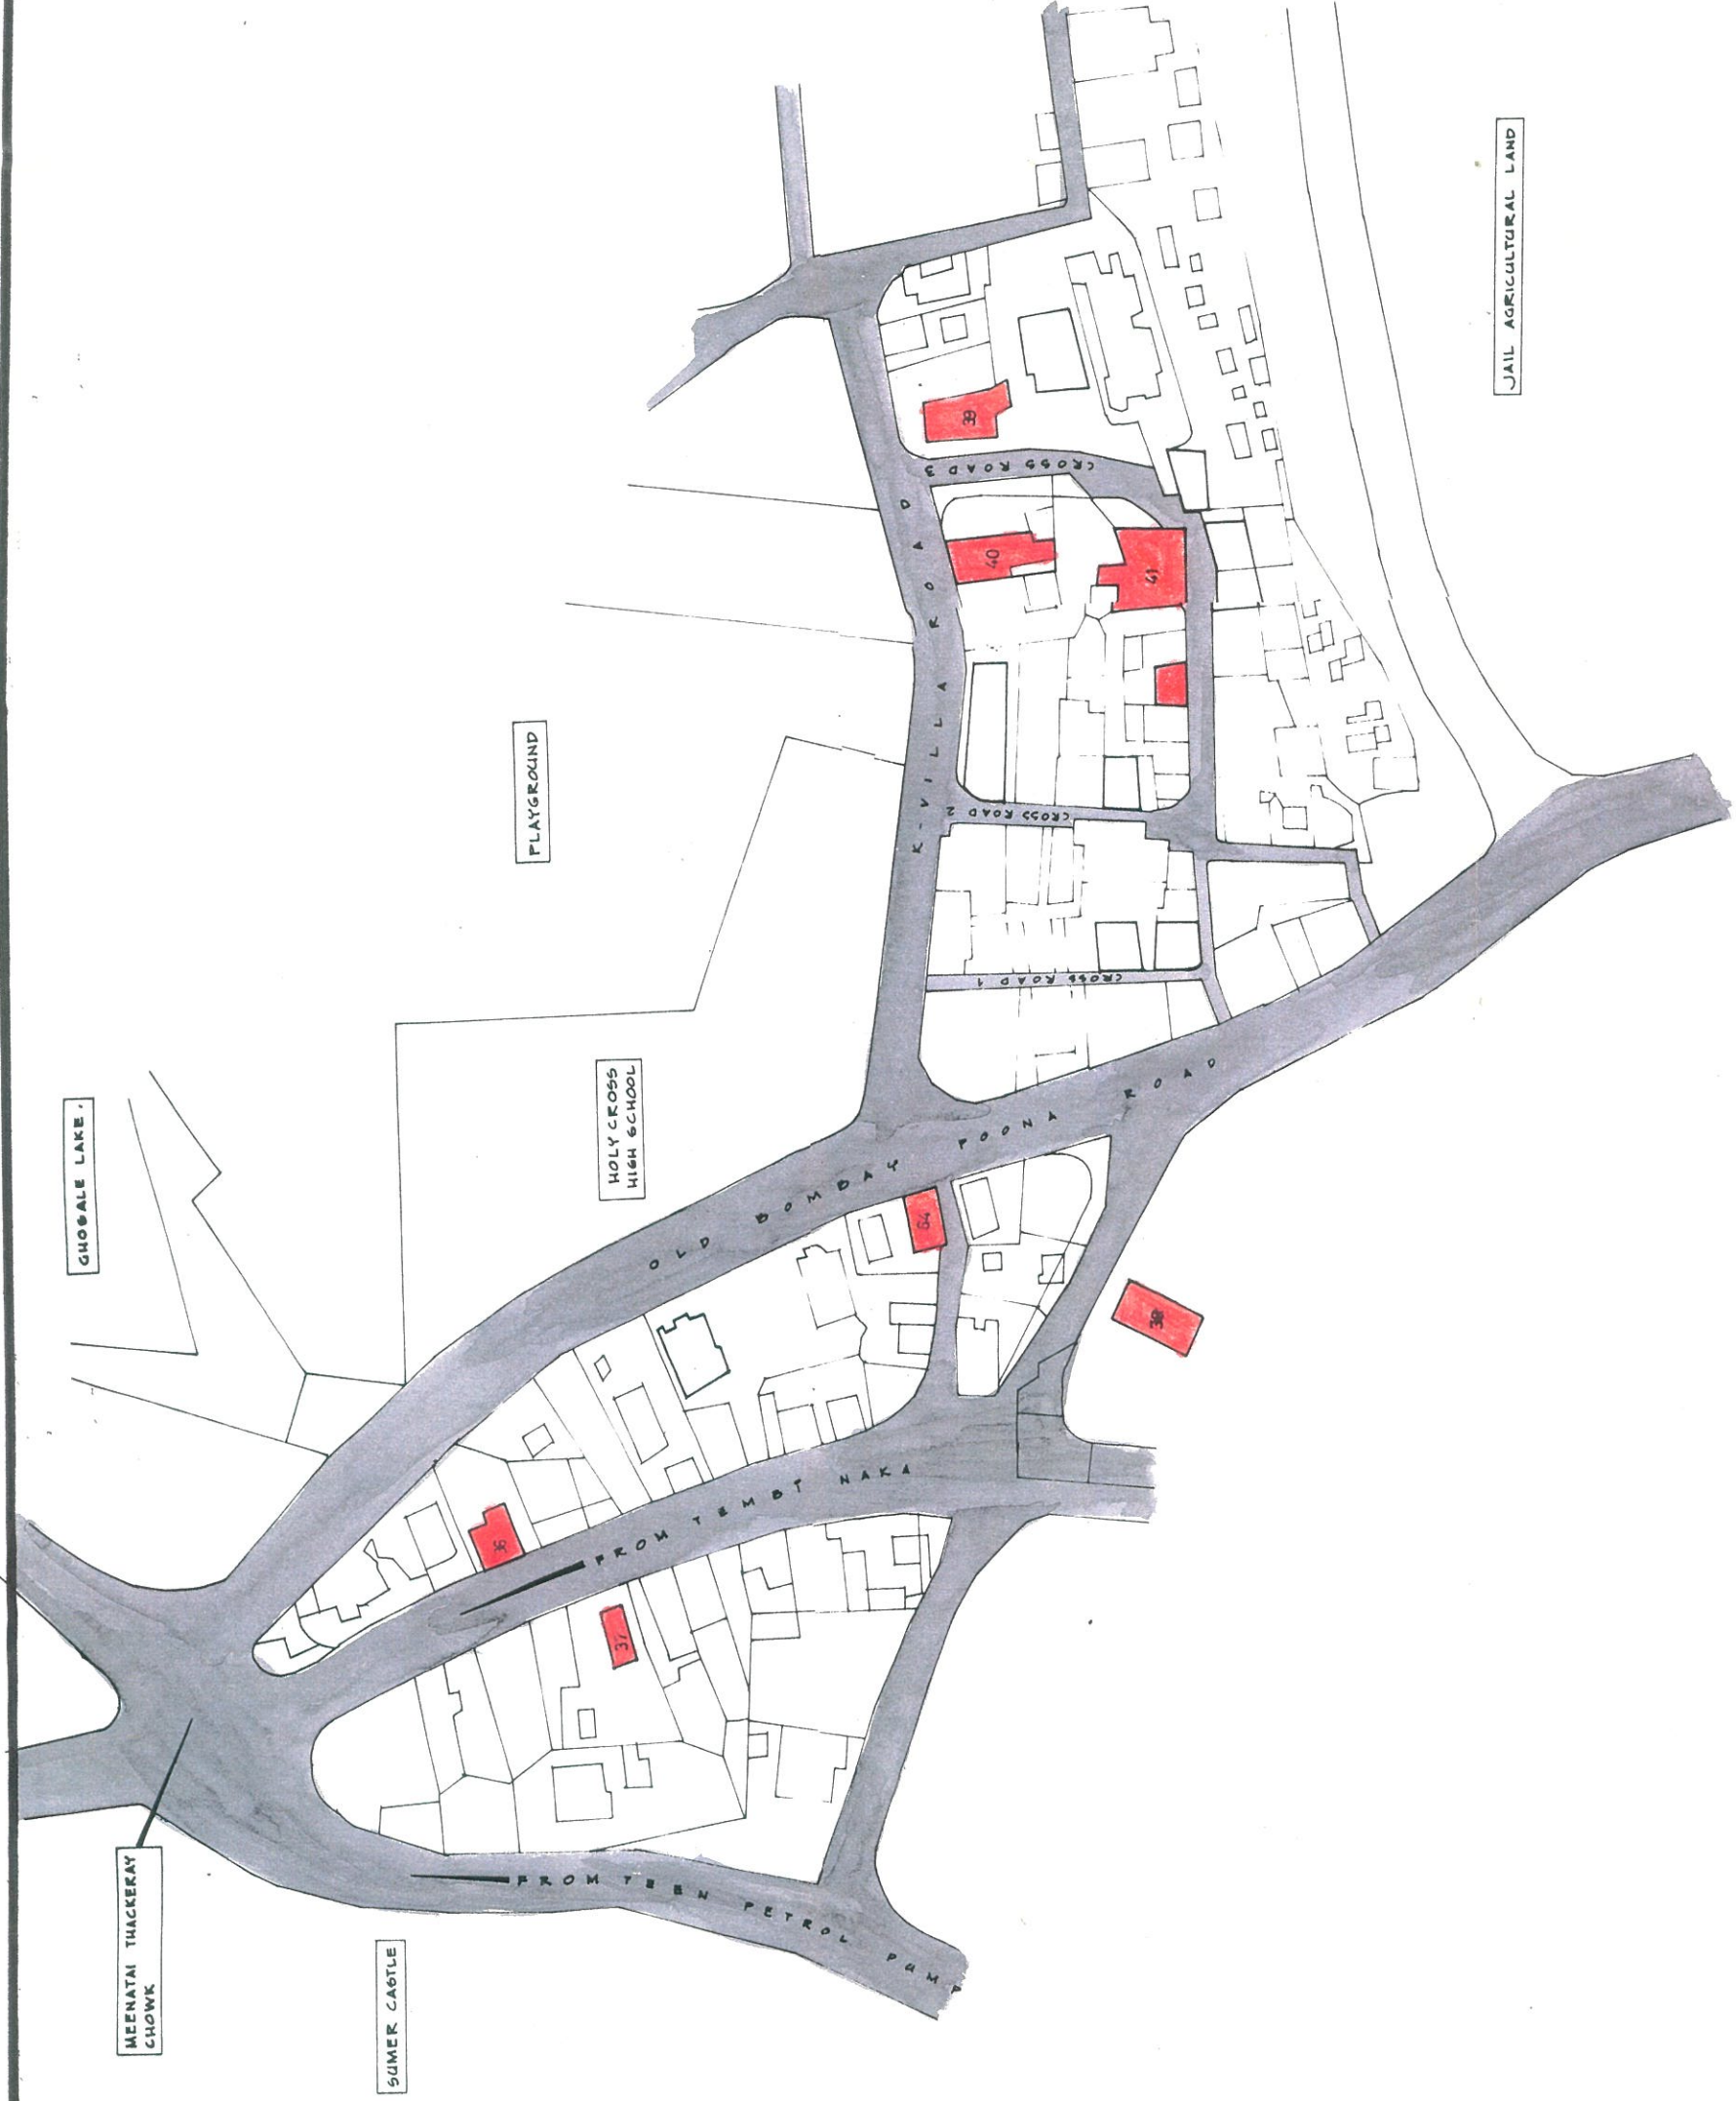 GHOSALE LAKE.
PLAYGROUND
HOLY CROSS
HIGH SCHOOL
JAIL AGRICULTURAL LAND
MEENATAI THACKERAY
CHOWK
SUMER CASTLE
K-VILLA ROAD
CROSS ROAD 3
CROSS ROAD 2
CROSS ROAD 1
OLD BOMBAY POONA ROAD
FROM TEMBI NAKA
FROM TEEN PETROL PUMP
39
40
41
64
38
36
37